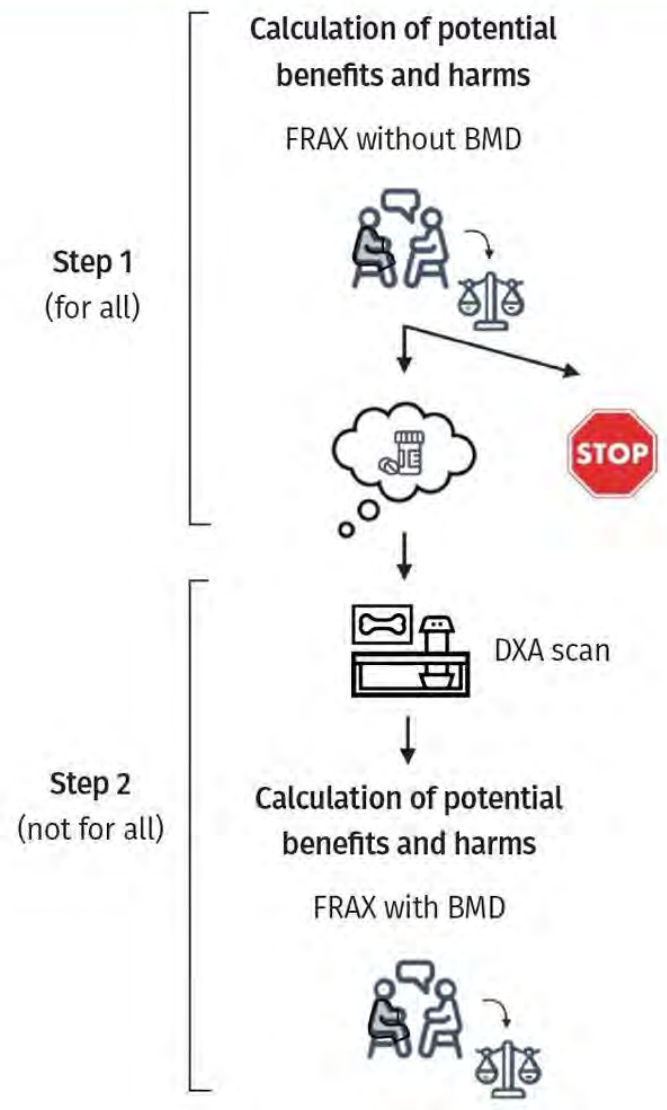 Calculation of potential
benefits and harms
FRAX without BMD
Step 1
(for all)
STOP
DXA scan
Step 2
(not for all)
Calculation of potential
benefits and harms
FRAX with BMD